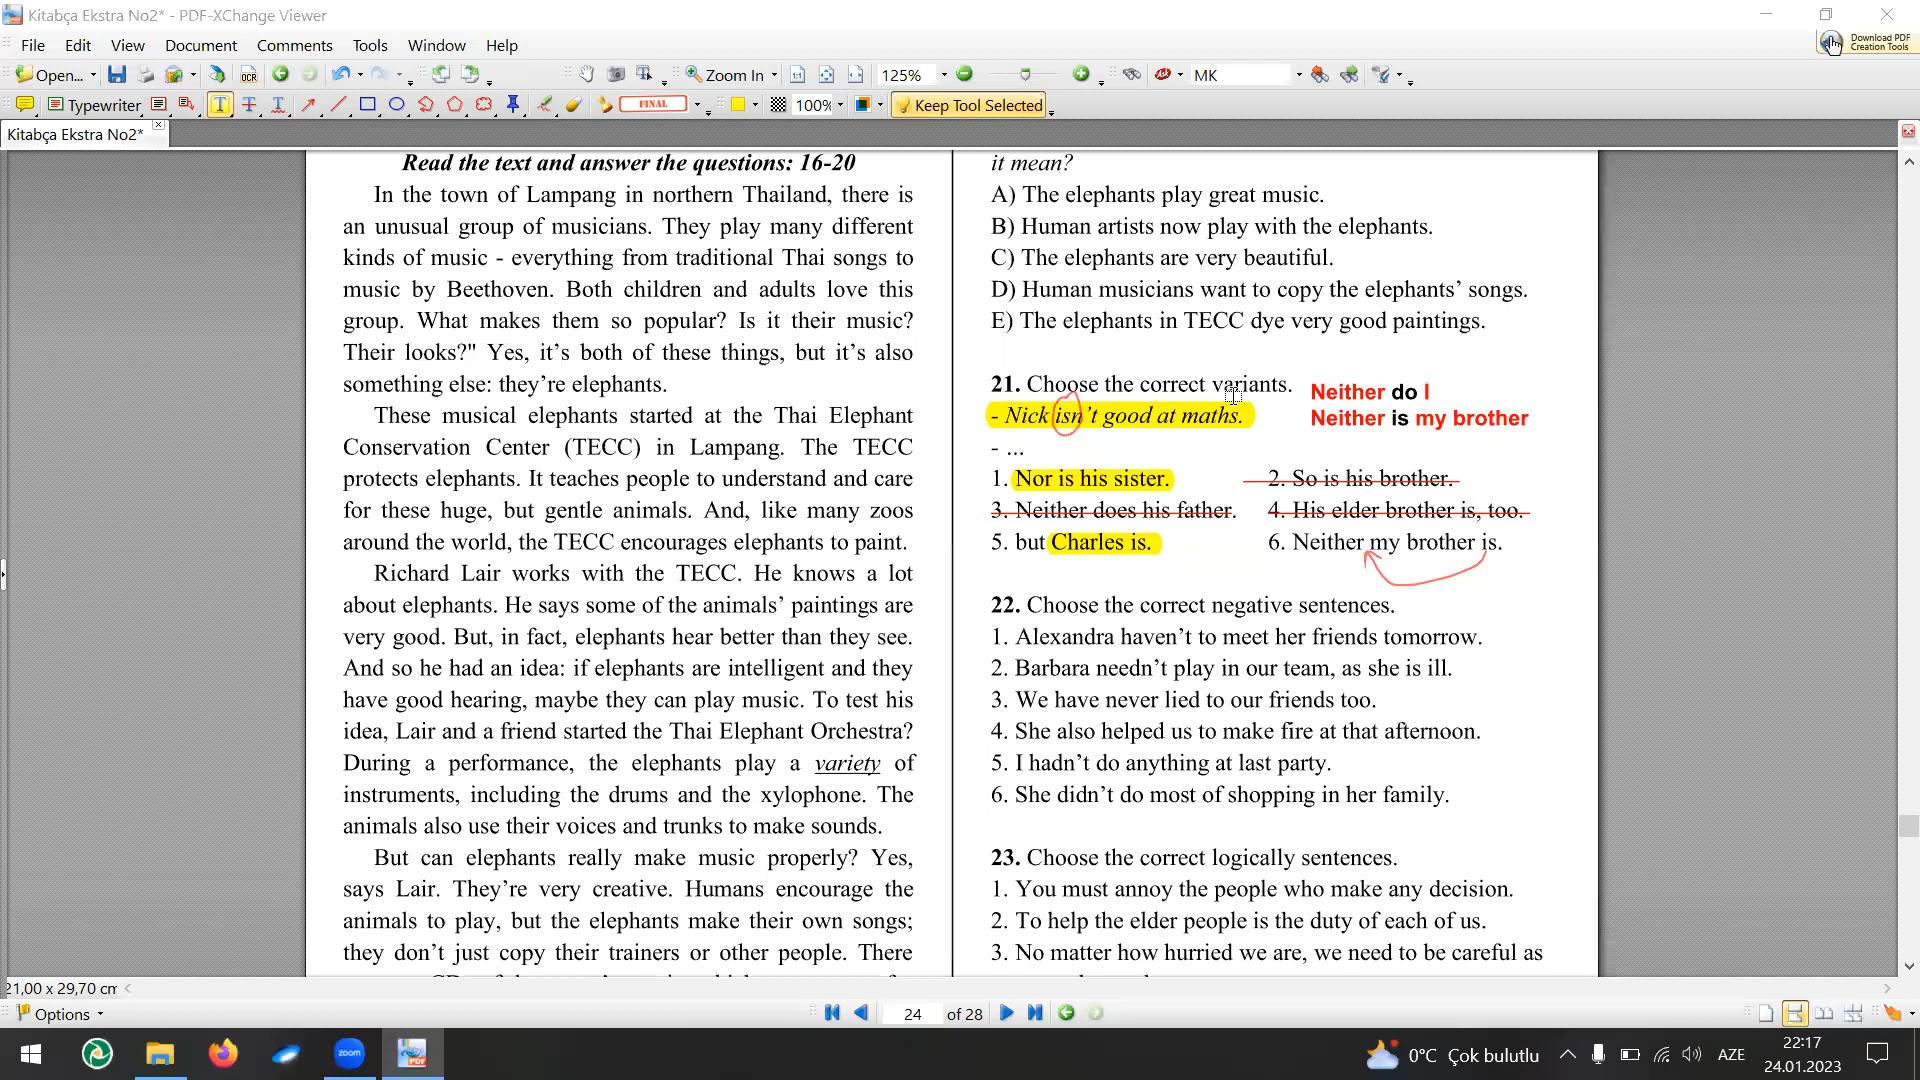 Kitabça Ekstra No2* - PDF-XChange Viewer
File Edit View Document Comments Tools Window Help
Download PDF
Creation Tools
Open... OCR Zoom In 125% MK
Typewriter FINAL 100% Keep Tool Selected
Kitabça Ekstra No2*
Read the text and answer the questions: 16-20
In the town of Lampang in northern Thailand, there is
an unusual group of musicians. They play many different
kinds of music - everything from traditional Thai songs to
music by Beethoven. Both children and adults love this
group. What makes them so popular? Is it their music?
Their looks?" Yes, it’s both of these things, but it’s also
something else: they’re elephants.
These musical elephants started at the Thai Elephant
Conservation Center (TECC) in Lampang. The TECC
protects elephants. It teaches people to understand and care
for these huge, but gentle animals. And, like many zoos
around the world, the TECC encourages elephants to paint.
Richard Lair works with the TECC. He knows a lot
about elephants. He says some of the animals’ paintings are
very good. But, in fact, elephants hear better than they see.
And so he had an idea: if elephants are intelligent and they
have good hearing, maybe they can play music. To test his
idea, Lair and a friend started the Thai Elephant Orchestra?
During a performance, the elephants play a variety of
instruments, including the drums and the xylophone. The
animals also use their voices and trunks to make sounds.
But can elephants really make music properly? Yes,
says Lair. They’re very creative. Humans encourage the
animals to play, but the elephants make their own songs;
they don’t just copy their trainers or other people. There
it mean?
A) The elephants play great music.
B) Human artists now play with the elephants.
C) The elephants are very beautiful.
D) Human musicians want to copy the elephants’ songs.
E) The elephants in TECC dye very good paintings.
21. Choose the correct variants.
- Nick isn’t good at maths.
- ...
Neither do I
Neither is my brother
1. Nor is his sister. 2. So is his brother.
3. Neither does his father. 4. His elder brother is, too.
5. but Charles is. 6. Neither my brother is.
22. Choose the correct negative sentences.
1. Alexandra haven’t to meet her friends tomorrow.
2. Barbara needn’t play in our team, as she is ill.
3. We have never lied to our friends too.
4. She also helped us to make fire at that afternoon.
5. I hadn’t do anything at last party.
6. She didn’t do most of shopping in her family.
23. Choose the correct logically sentences.
1. You must annoy the people who make any decision.
2. To help the elder people is the duty of each of us.
3. No matter how hurried we are, we need to be careful as
21,00 x 29,70 cm
Options 24 of 28
zoom PDF 0°C Çok bulutlu AZE 22:17
24.01.2023